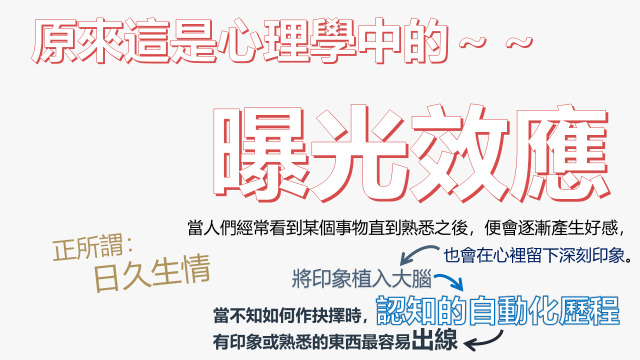 原來這是心理學中的～～
曝光效應
當人們經常看到某個事物直到熟悉之後，便會逐漸產生好感，
也會在心裡留下深刻印象。
正所謂：
日久生情
將印象植入大腦
認知的自動化歷程
當不知如何作抉擇時，
有印象或熟悉的東西最容易出線